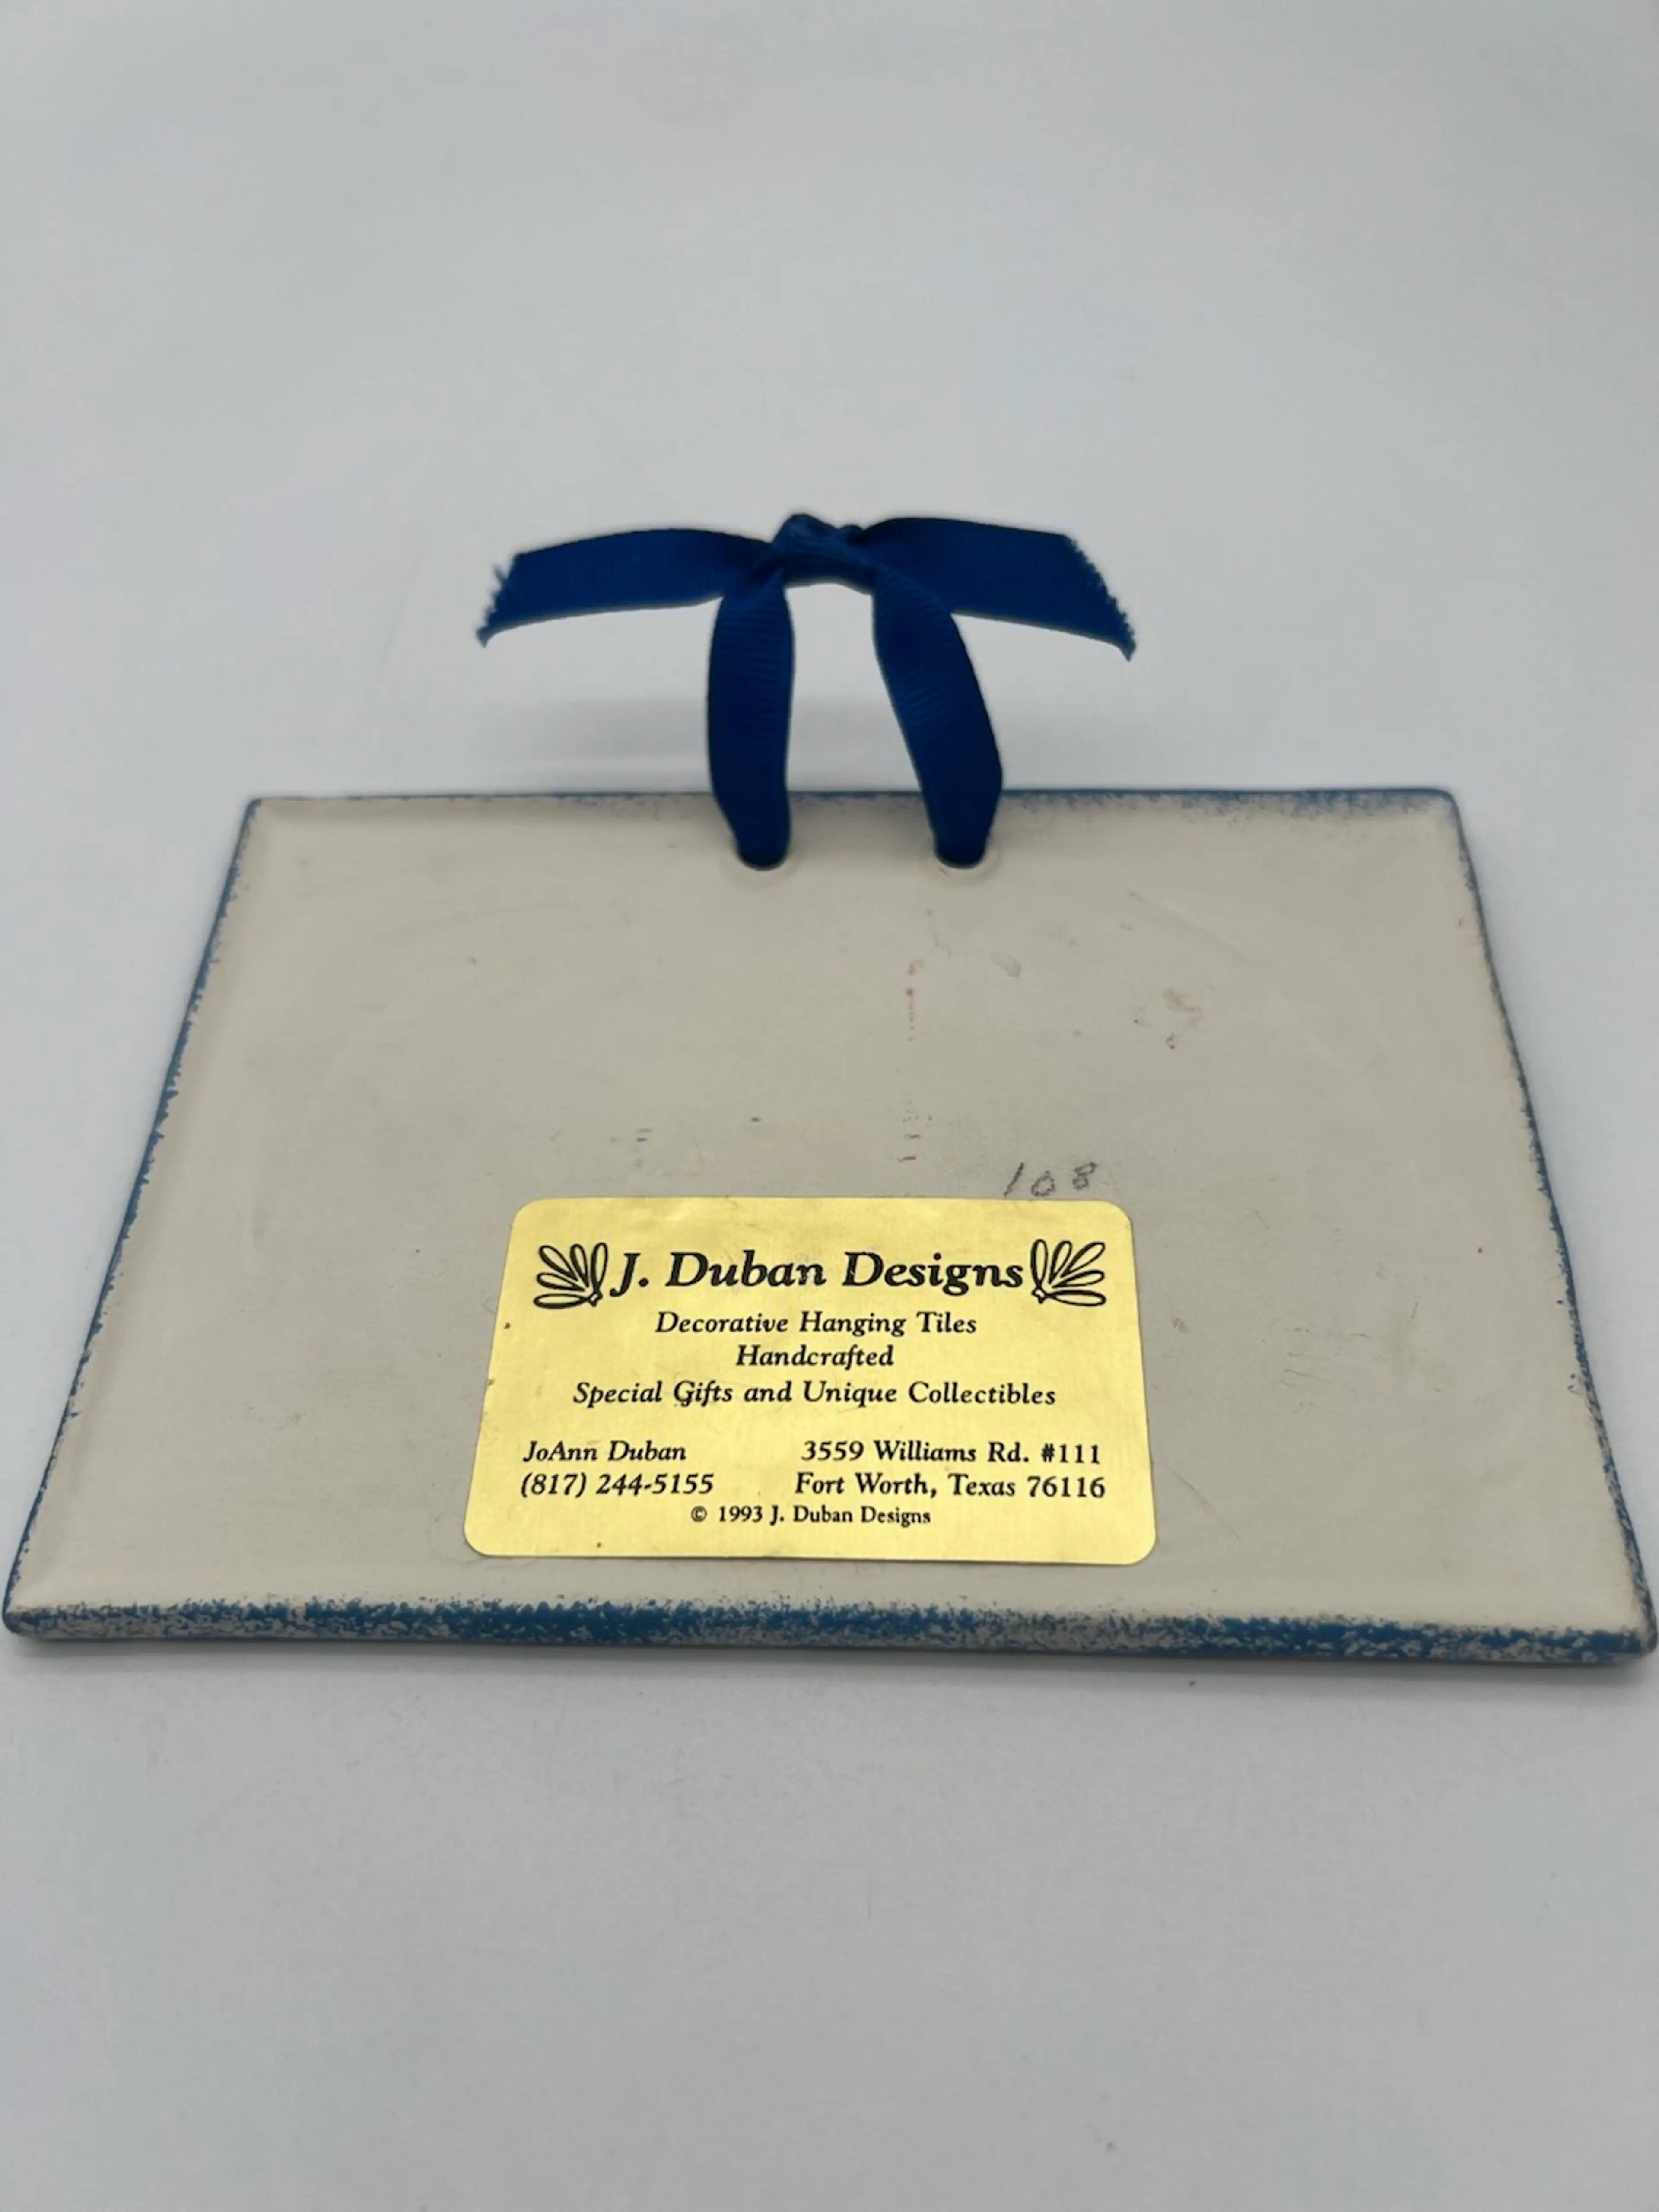 108
J. Duban Designs
Decorative Hanging Tiles
Handcrafted
Special Gifts and Unique Collectibles
JoAnn Duban 3559 Williams Rd. #111
(817) 244-5155 Fort Worth, Texas 76116
© 1993 J. Duban Designs